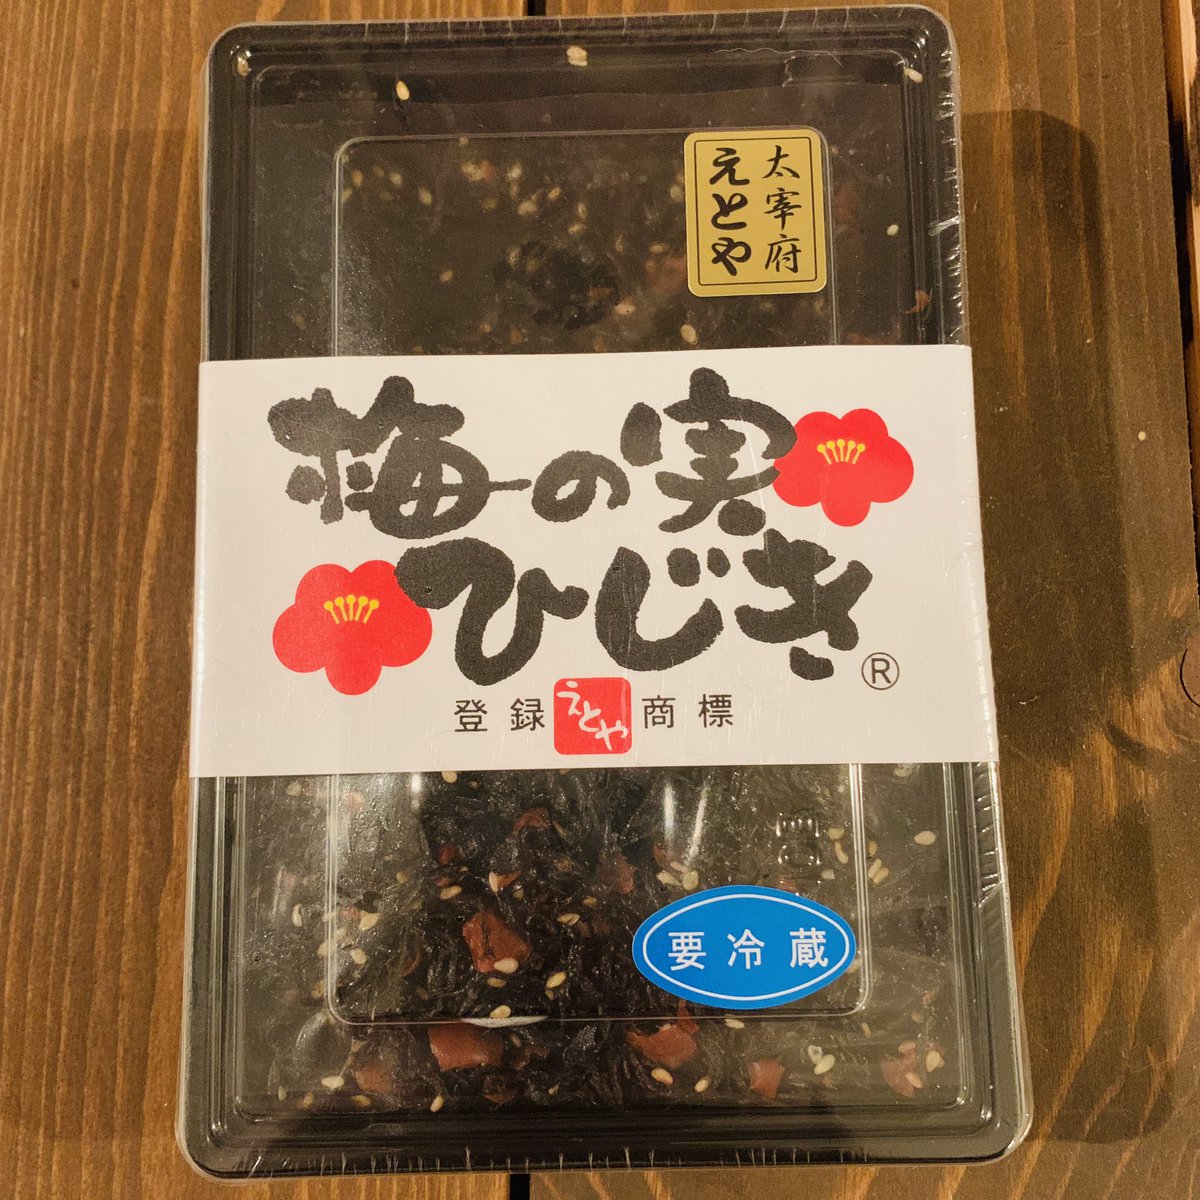 太宰府
えとや
梅の実
ひじき®
登録 えとや 商標
要冷蔵